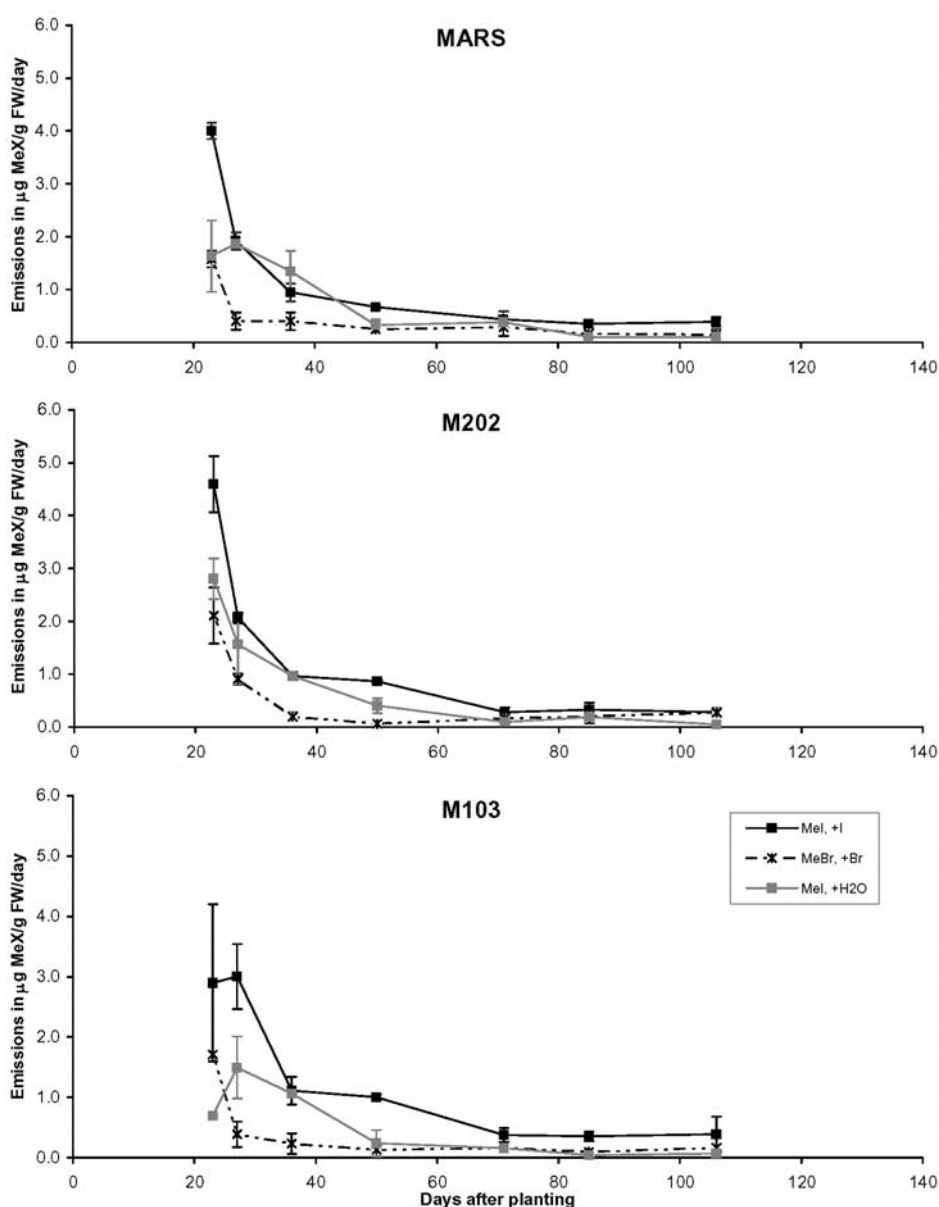 MARS
Emissions in µg MeX/g FW/day
6.0
5.0
4.0
3.0
2.0
1.0
0.0
0 20 40 60 80 100 120 140
M202
Emissions in µg MeX/g FW/day
6.0
5.0
4.0
3.0
2.0
1.0
0.0
0 20 40 60 80 100 120 140
M103
Emissions in µg MeX/g FW/day
6.0
5.0
4.0
3.0
2.0
1.0
0.0
MeI, +I
MeBr, +Br
MeI, +H2O
0 20 40 60 80 100 120 140
Days after planting